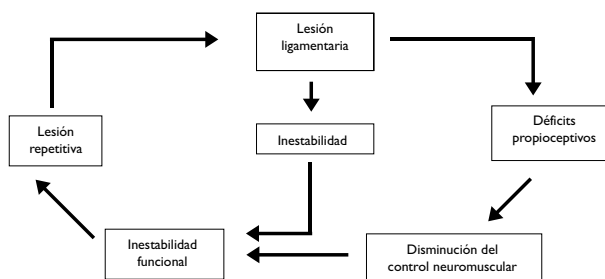 Lesión
ligamentaria
Déficits
propioceptivos
Lesión
repetitiva
Inestabilidad
Inestabilidad
funcional
Disminución del
control neuromuscular